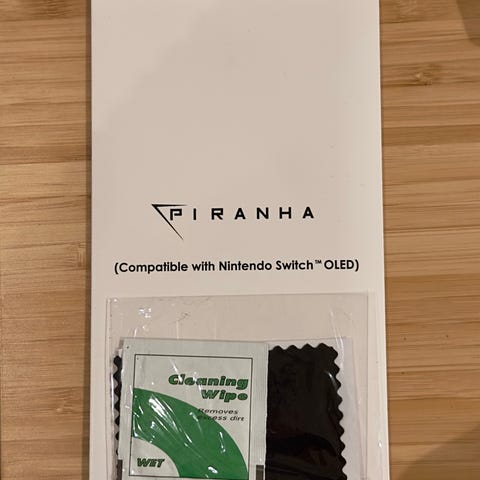 PIRANHA
(Compatible with Nintendo Switch™ OLED)
Cleaning
Wipe
Removes
excess dirt
WET